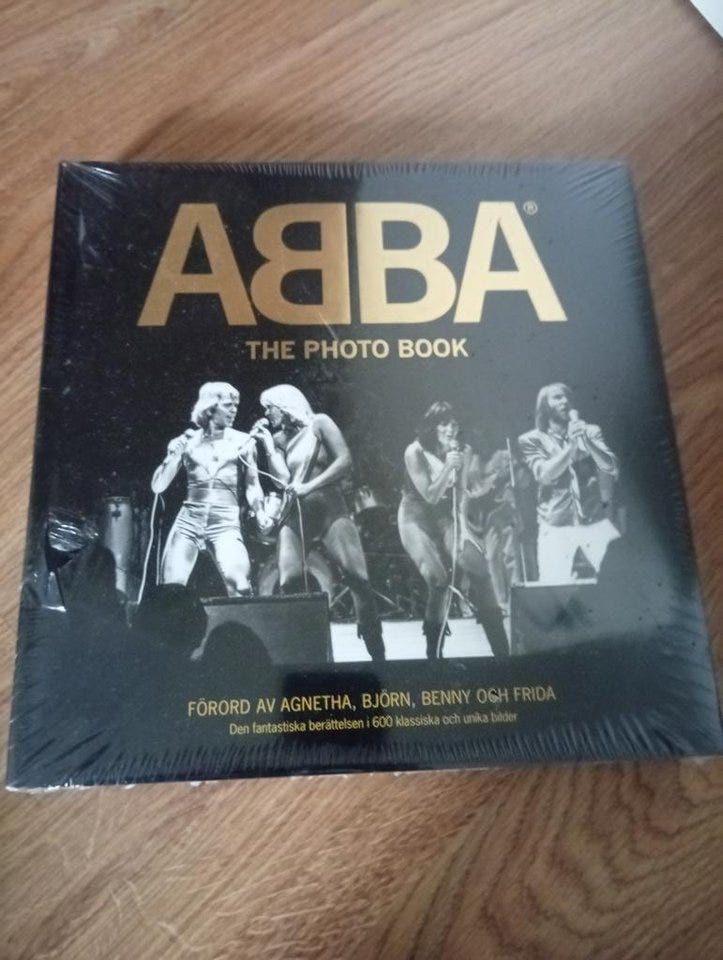 ABBA®
THE PHOTO BOOK
FÖRORD AV AGNETHA, BJÖRN, BENNY OCH FRIDA
Den fantastiska berättelsen i 600 klassiska och unika bilder